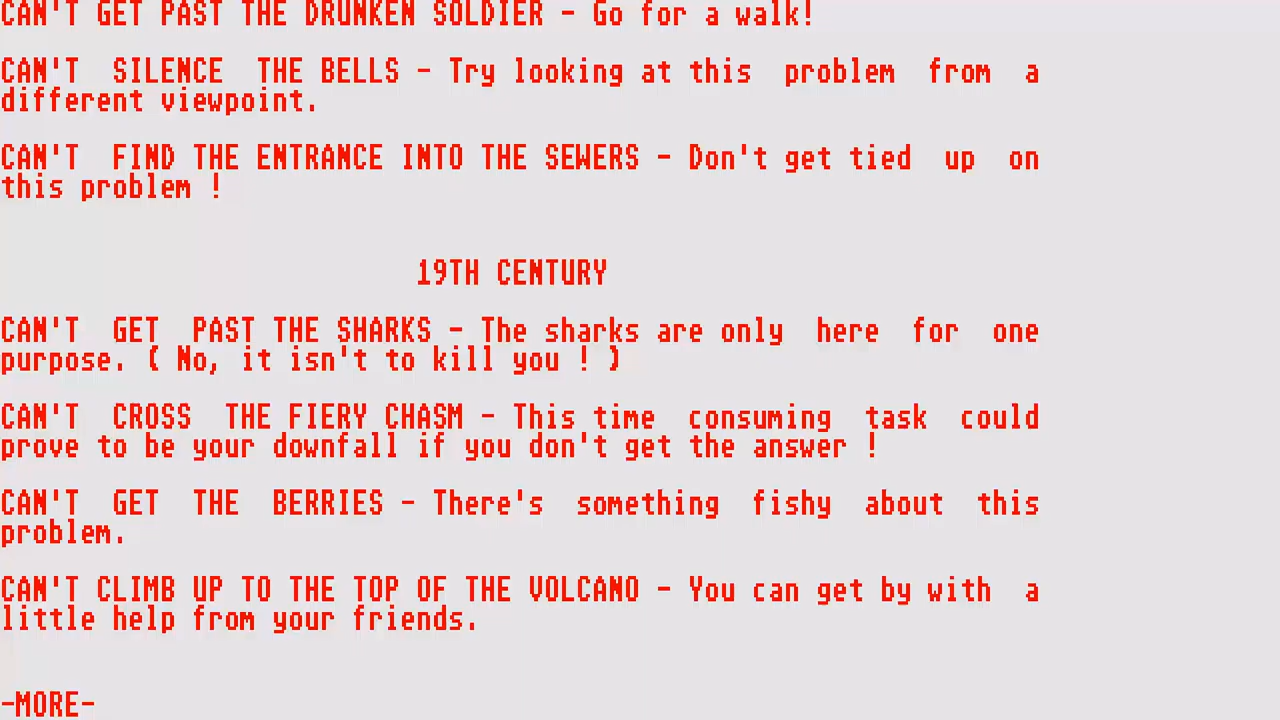 CAN'T GET PAST THE DRUNKEN SOLDIER - Go for a walk!
CAN'T SILENCE THE BELLS - Try looking at this problem from a
different viewpoint.
CAN'T FIND THE ENTRANCE INTO THE SEWERS - Don't get tied up on
this problem !
19TH CENTURY
CAN'T GET PAST THE SHARKS - The sharks are only here for one
purpose. ( No, it isn't to kill you ! )
CAN'T CROSS THE FIERY CHASM - This time consuming task could
prove to be your downfall if you don't get the answer !
CAN'T GET THE BERRIES - There's something fishy about this
problem.
CAN'T CLIMB UP TO THE TOP OF THE VOLCANO - You can get by with a
little help from your friends.
-MORE-